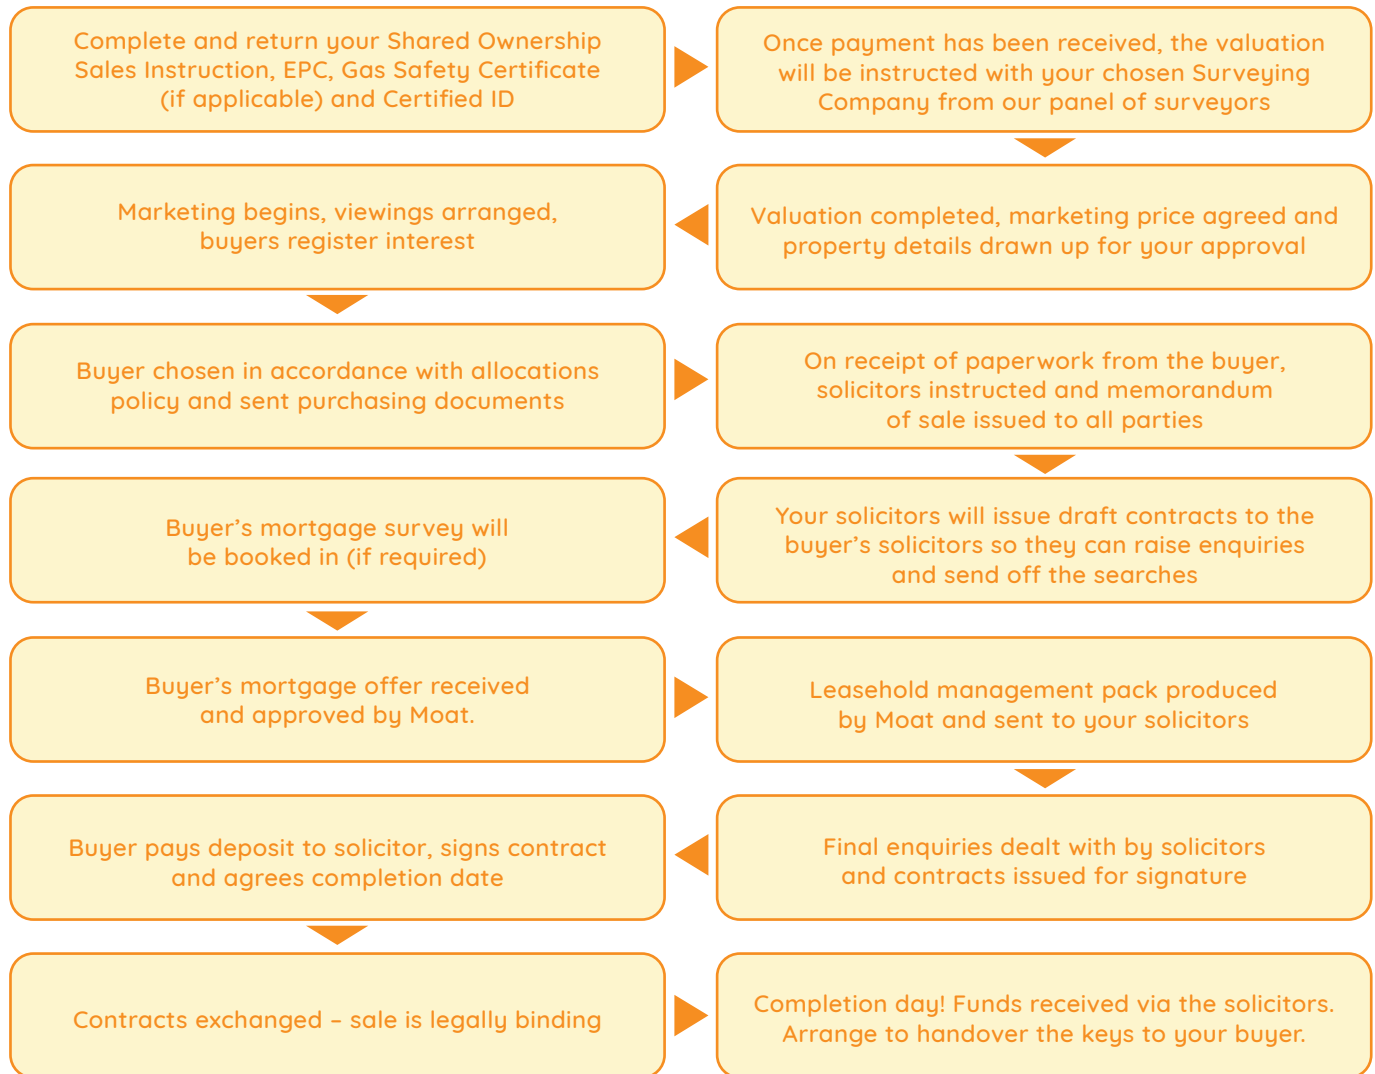 Complete and return your Shared Ownership
Sales Instruction, EPC, Gas Safety Certificate
(if applicable) and Certified ID
Once payment has been received, the valuation
will be instructed with your chosen Surveying
Company from our panel of surveyors
Valuation completed, marketing price agreed and
property details drawn up for your approval
Marketing begins, viewings arranged,
buyers register interest
Buyer chosen in accordance with allocations
policy and sent purchasing documents
On receipt of paperwork from the buyer,
solicitors instructed and memorandum
of sale issued to all parties
Your solicitors will issue draft contracts to the
buyer’s solicitors so they can raise enquiries
and send off the searches
Buyer’s mortgage survey will
be booked in (if required)
Buyer’s mortgage offer received
and approved by Moat.
Leasehold management pack produced
by Moat and sent to your solicitors
Final enquiries dealt with by solicitors
and contracts issued for signature
Buyer pays deposit to solicitor, signs contract
and agrees completion date
Contracts exchanged – sale is legally binding
Completion day! Funds received via the solicitors.
Arrange to handover the keys to your buyer.